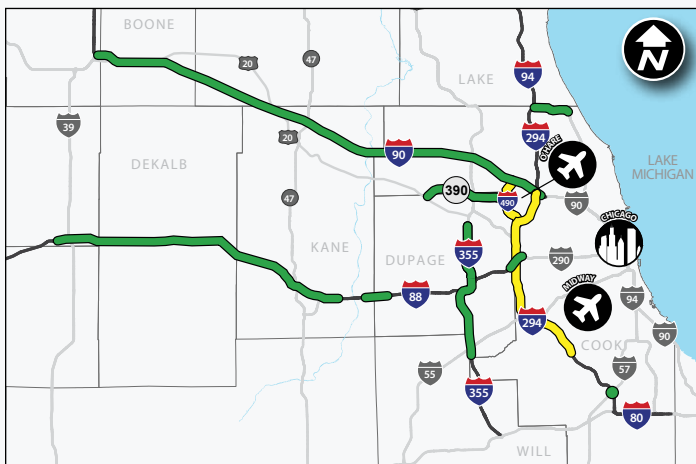 BOONE
20
47
LAKE
94
N
39
20
294
O'HARE
DEKALB
90
LAKE
MICHIGAN
390
490
90
47
CHICAGO
KANE
DUPAGE
355
290
88
MIDWAY
94
294
90
COOK
55
57
355
80
WILL